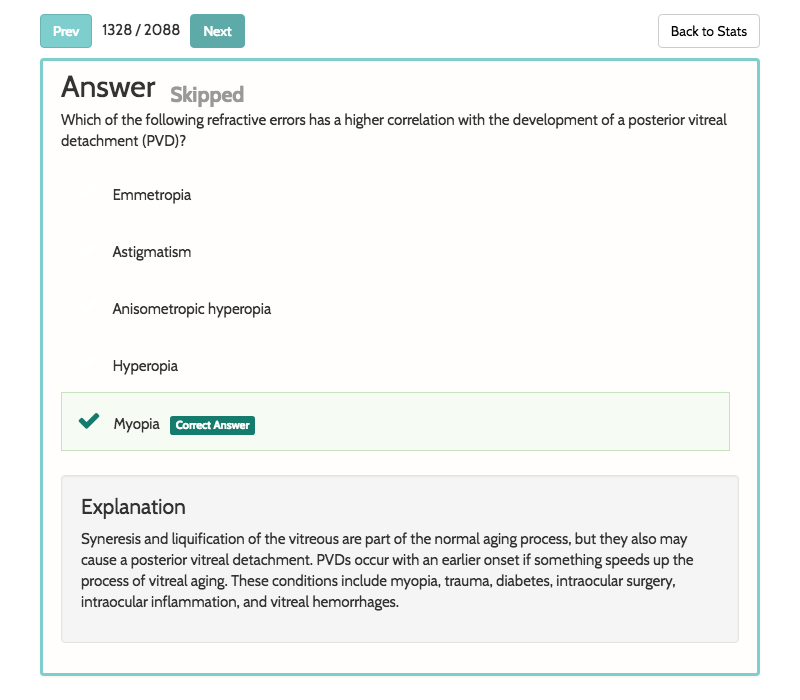 Prev 1328 / 2088 Next Back to Stats
Answer Skipped
Which of the following refractive errors has a higher correlation with the development of a posterior vitreal
detachment (PVD)?
Emmetropia
Astigmatism
Anisometropic hyperopia
Hyperopia
Myopia Correct Answer
Explanation
Syneresis and liquification of the vitreous are part of the normal aging process, but they also may
cause a posterior vitreal detachment. PVDs occur with an earlier onset if something speeds up the
process of vitreal aging. These conditions include myopia, trauma, diabetes, intraocular surgery,
intraocular inflammation, and vitreal hemorrhages.